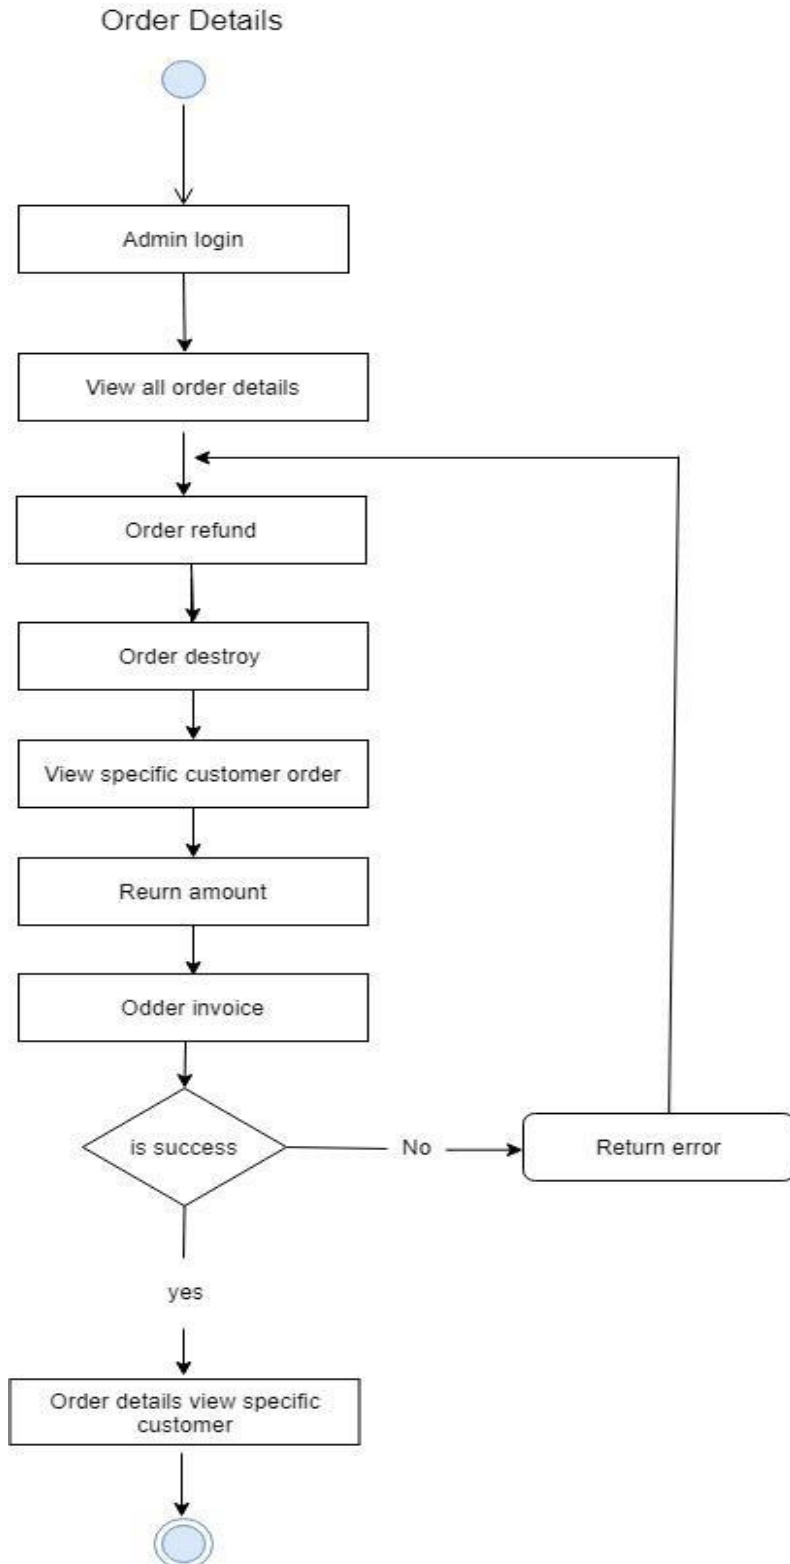 Order Details
Admin login
View all order details
Order refund
Order destroy
View specific customer order
Reurn amount
Odder invoice
is success
No
Return error
yes
Order details view specific
customer